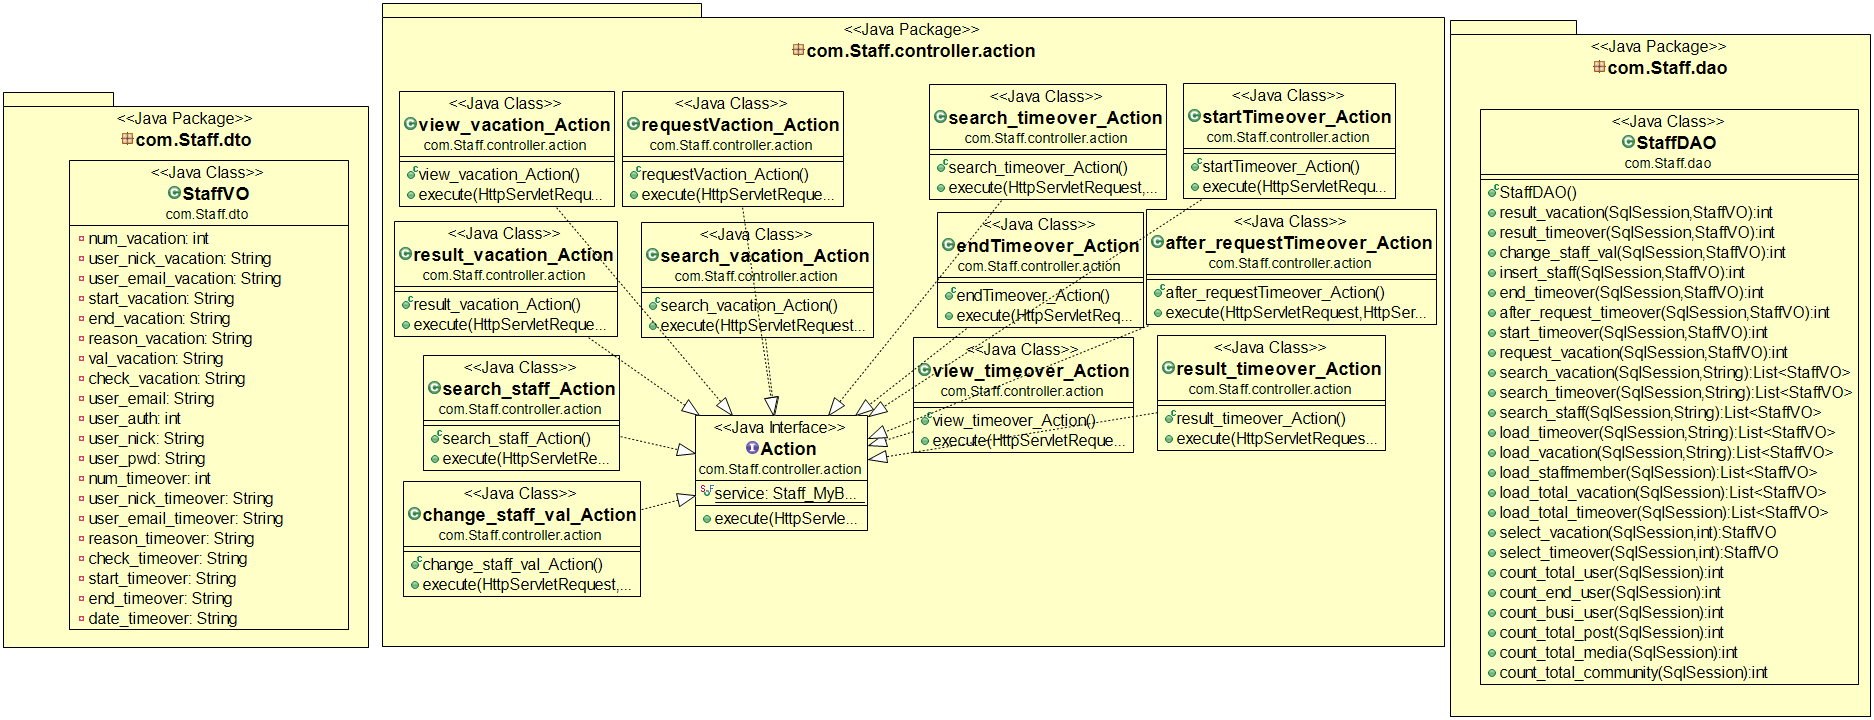 <<Java Package>>
com.Staff.dto
<<Java Class>>
StaffVO
com.Staff.dto
num_vacation: int
user_nick_vacation: String
user_email_vacation: String
start_vacation: String
end_vacation: String
reason_vacation: String
val_vacation: String
check_vacation: String
user_email: String
user_auth: int
user_nick: String
user_pwd: String
num_timeover: int
user_nick_timeover: String
user_email_timeover: String
reason_timeover: String
check_timeover: String
start_timeover: String
end_timeover: String
date_timeover: String
<<Java Package>>
com.Staff.controller.action
<<Java Class>>
view_vacation_Action
com.Staff.controller.action
view_vacation_Action()
execute(HttpServletRequ...
<<Java Class>>
requestVaction_Action
com.Staff.controller.action
requestVaction_Action()
execute(HttpServletReque...
<<Java Class>>
search_timeover_Action
com.Staff.controller.action
search_timeover_Action()
execute(HttpServletRequest,...
<<Java Class>>
startTimeover_Action
com.Staff.controller.action
startTimeover_Action()
execute(HttpServletRequ...
<<Java Class>>
result_vacation_Action
com.Staff.controller.action
result_vacation_Action()
execute(HttpServletReque...
<<Java Class>>
search_vacation_Action
com.Staff.controller.action
search_vacation_Action()
execute(HttpServletRequest...
<<Java Class>>
endTimeover_Action
com.Staff.controller.action
endTimeover_Action()
execute(HttpServletReq...
<<Java Class>>
after_requestTimeover_Action
com.Staff.controller.action
after_requestTimeover_Action()
execute(HttpServletRequest,HttpSer...
<<Java Class>>
search_staff_Action
com.Staff.controller.action
search_staff_Action()
execute(HttpServletRe...
<<Java Class>>
view_timeover_Action
com.Staff.controller.action
view_timeover_Action()
execute(HttpServletReque...
<<Java Class>>
result_timeover_Action
com.Staff.controller.action
result_timeover_Action()
execute(HttpServletReques...
<<Java Interface>>
Action
com.Staff.controller.action
service: Staff_MyB...
execute(HttpServle...
<<Java Class>>
change_staff_val_Action
com.Staff.controller.action
change_staff_val_Action()
execute(HttpServletRequest,...
<<Java Package>>
com.Staff.dao
<<Java Class>>
StaffDAO
com.Staff.dao
StaffDAO()
result_vacation(SqlSession,StaffVO):int
result_timeover(SqlSession,StaffVO):int
change_staff_val(SqlSession,StaffVO):int
insert_staff(SqlSession,StaffVO):int
end_timeover(SqlSession,StaffVO):int
after_request_timeover(SqlSession,StaffVO):int
start_timeover(SqlSession,StaffVO):int
request_vacation(SqlSession,StaffVO):int
search_vacation(SqlSession,String):List<StaffVO>
search_timeover(SqlSession,String):List<StaffVO>
search_staff(SqlSession,String):List<StaffVO>
load_timeover(SqlSession,String):List<StaffVO>
load_vacation(SqlSession,String):List<StaffVO>
load_staffmember(SqlSession):List<StaffVO>
load_total_vacation(SqlSession):List<StaffVO>
load_total_timeover(SqlSession):List<StaffVO>
select_vacation(SqlSession,int):StaffVO
select_timeover(SqlSession,int):StaffVO
count_total_user(SqlSession):int
count_end_user(SqlSession):int
count_busi_user(SqlSession):int
count_total_post(SqlSession):int
count_total_media(SqlSession):int
count_total_community(SqlSession):int